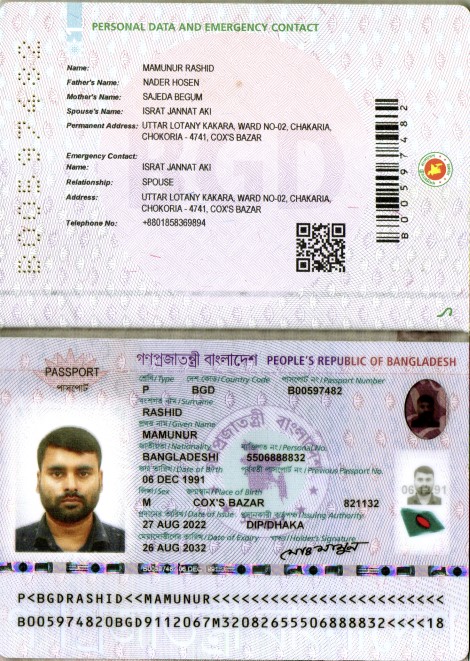 PERSONAL DATA AND EMERGENCY CONTACT
Name: MAMUNUR RASHID
Father's Name: NADER HOSEN
Mother's Name: SAJEDA BEGUM
Spouse's Name: ISRAT JANNAT AKI
Permanent Address: UTTAR LOTANY KAKARA, WARD NO-02, CHAKARIA,
CHOKORIA - 4741, COX'S BAZAR
Emergency Contact:
Name: ISRAT JANNAT AKI
Relationship: SPOUSE
Address: UTTAR LOTANY KAKARA, WARD NO-02, CHAKARIA,
CHOKORIA - 4741, COX'S BAZAR
Telephone No: +8801858369894
B00597482
B00597482
PASSPORT
পাসপোর্ট
গণপ্রজাতন্ত্রী বাংলাদেশ PEOPLE'S REPUBLIC OF BANGLADESH
শ্রেণি/Type দেশ কোড/Country Code পাসপোর্ট নং/Passport Number
P BGD B00597482
বংশগত নাম/Surname
RASHID
প্রদত্ত নাম/Given Name
MAMUNUR
জাতীয়তা/Nationality ব্যক্তিগত নং/Personal No.
BANGLADESHI 5506888832
জন্ম তারিখ/Date of Birth পূর্ববর্তী পাসপোর্ট নং/Previous Passport No.
06 DEC 1991
লিঙ্গ/Sex জন্মস্থান/Place of Birth
M COX'S BAZAR 821132
প্রদানের তারিখ/Date of Issue প্রদানকারী কর্তৃপক্ষ/Issuing Authority
27 AUG 2022 DIP/DHAKA
মেয়াদোত্তীর্ণের তারিখ/Date of Expiry স্বাক্ষর/Holder's Signature
26 AUG 2032
P<BGDRASHID<<MAMUNUR<<<<<<<<<<<<<<<<<<<<<<<<
B005974820BGD9112067M32082655506888832<<<<18